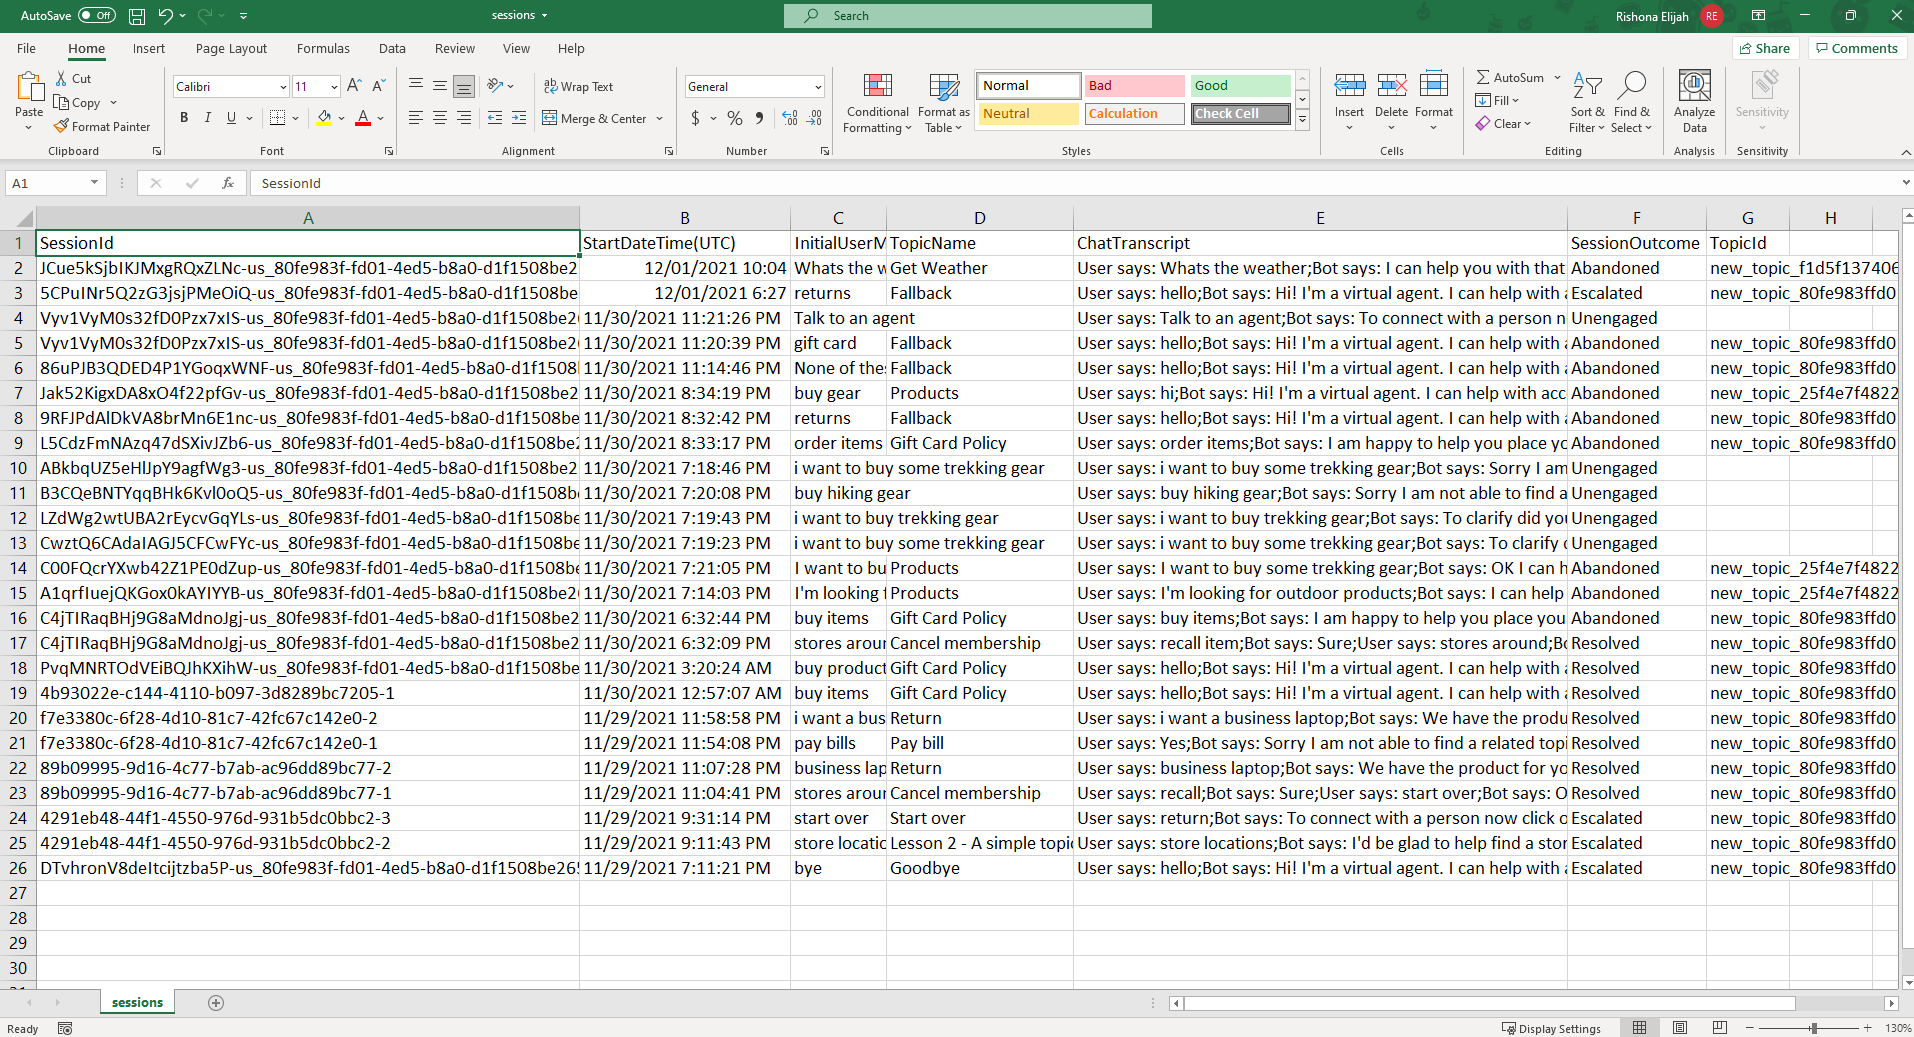 AutoSave Off sessions Search Rishona Elijah RE
File Home Insert Page Layout Formulas Data Review View Help Share Comments
Paste Cut Copy Format Painter Clipboard
Calibri 11 B I U A Font
Wrap Text Merge & Center Alignment
General $ % Number
Conditional Formatting Format as Table Normal Bad Good Neutral Calculation Check Cell Styles
Insert Delete Format Cells
AutoSum Fill Clear Sort & Filter Find & Select Editing
Analyze Data Analysis Sensitivity Sensitivity
A1 fx SessionId
A B C D E F G H
1 SessionId StartDateTime(UTC) InitialUserM TopicName ChatTranscript SessionOutcome TopicId
2 JCue5kSjbIKJMxgRQxZLNc-us_80fe983f-fd01-4ed5-b8a0-d1f1508be2 12/01/2021 10:04 Whats the w Get Weather User says: Whats the weather;Bot says: I can help you with that Abandoned new_topic_f1d5f137406
3 5CPuINr5Q2zG3jsjPMeOiQ-us_80fe983f-fd01-4ed5-b8a0-d1f1508be 12/01/2021 6:27 returns Fallback User says: hello;Bot says: Hi! I'm a virtual agent. I can help with a Escalated new_topic_80fe983ffd0
4 Vyv1VyM0s32fD0Pzx7xIS-us_80fe983f-fd01-4ed5-b8a0-d1f1508be2 11/30/2021 11:21:26 PM Talk to an agent User says: Talk to an agent;Bot says: To connect with a person n Unengaged
5 Vyv1VyM0s32fD0Pzx7xIS-us_80fe983f-fd01-4ed5-b8a0-d1f1508be2 11/30/2021 11:20:39 PM gift card Fallback User says: hello;Bot says: Hi! I'm a virtual agent. I can help with a Abandoned new_topic_80fe983ffd0
6 86uPJB3QDED4P1YGoqxWNF-us_80fe983f-fd01-4ed5-b8a0-d1f1508 11/30/2021 11:14:46 PM None of the Fallback User says: hello;Bot says: Hi! I'm a virtual agent. I can help with a Abandoned new_topic_80fe983ffd0
7 Jak52KigxDA8xO4f22pfGv-us_80fe983f-fd01-4ed5-b8a0-d1f1508be2 11/30/2021 8:34:19 PM buy gear Products User says: hi;Bot says: Hi! I'm a virtual agent. I can help with acc Abandoned new_topic_25f4e7f4822
8 9RFJPdAlDkVA8brMn6E1nc-us_80fe983f-fd01-4ed5-b8a0-d1f1508be 11/30/2021 8:32:42 PM returns Fallback User says: hello;Bot says: Hi! I'm a virtual agent. I can help with a Abandoned new_topic_80fe983ffd0
9 L5CdzFmNAzq47dSXivJZb6-us_80fe983f-fd01-4ed5-b8a0-d1f1508be2 11/30/2021 8:33:17 PM order items Gift Card Policy User says: order items;Bot says: I am happy to help you place yo Abandoned new_topic_80fe983ffd0
10 ABkbqUZ5eHlJpY9agfWg3-us_80fe983f-fd01-4ed5-b8a0-d1f1508be2 11/30/2021 7:18:46 PM i want to buy some trekking gear User says: i want to buy some trekking gear;Bot says: Sorry I am Unengaged
11 B3CQeBNTYqqBHk6Kvl0oQ5-us_80fe983f-fd01-4ed5-b8a0-d1f1508b 11/30/2021 7:20:08 PM buy hiking gear User says: buy hiking gear;Bot says: Sorry I am not able to find a Unengaged
12 LZdWg2wtUBA2rEycvGqYLs-us_80fe983f-fd01-4ed5-b8a0-d1f1508be 11/30/2021 7:19:43 PM i want to buy trekking gear User says: i want to buy trekking gear;Bot says: To clarify did you Unengaged
13 CwztQ6CAdaIAGJ5CFCwFYc-us_80fe983f-fd01-4ed5-b8a0-d1f1508be 11/30/2021 7:19:23 PM i want to buy some trekking gear User says: i want to buy some trekking gear;Bot says: To clarify Unengaged
14 C00FQcrYXwb42Z1PE0dZup-us_80fe983f-fd01-4ed5-b8a0-d1f1508be 11/30/2021 7:21:05 PM I want to bu Products User says: I want to buy some trekking gear;Bot says: OK I can h Abandoned new_topic_25f4e7f4822
15 A1qrfIuejQKGox0kAYIYYB-us_80fe983f-fd01-4ed5-b8a0-d1f1508be2 11/30/2021 7:14:03 PM I'm looking Products User says: I'm looking for outdoor products;Bot says: I can help Abandoned new_topic_25f4e7f4822
16 C4jTIRaqBHj9G8aMdnoJgj-us_80fe983f-fd01-4ed5-b8a0-d1f1508be2 11/30/2021 6:32:44 PM buy items Gift Card Policy User says: buy items;Bot says: I am happy to help you place you Abandoned new_topic_80fe983ffd0
17 C4jTIRaqBHj9G8aMdnoJgj-us_80fe983f-fd01-4ed5-b8a0-d1f1508be2 11/30/2021 6:32:09 PM stores arou Cancel membership User says: recall item;Bot says: Sure;User says: stores around;Bo Resolved new_topic_80fe983ffd0
18 PvqMNRTOdVEiBQJhKXihW-us_80fe983f-fd01-4ed5-b8a0-d1f1508be 11/30/2021 3:20:24 AM buy product Gift Card Policy User says: hello;Bot says: Hi! I'm a virtual agent. I can help with a Resolved new_topic_80fe983ffd0
19 4b93022e-c144-4110-b097-3d8289bc7205-1 11/30/2021 12:57:07 AM buy items Gift Card Policy User says: hello;Bot says: Hi! I'm a virtual agent. I can help with a Resolved new_topic_80fe983ffd0
20 f7e3380c-6f28-4d10-81c7-42fc67c142e0-2 11/29/2021 11:58:58 PM i want a bus Return User says: i want a business laptop;Bot says: We have the produ Resolved new_topic_80fe983ffd0
21 f7e3380c-6f28-4d10-81c7-42fc67c142e0-1 11/29/2021 11:54:08 PM pay bills Pay bill User says: Yes;Bot says: Sorry I am not able to find a related topi Resolved new_topic_80fe983ffd0
22 89b09995-9d16-4c77-b7ab-ac96dd89bc77-2 11/29/2021 11:07:28 PM business lap Return User says: business laptop;Bot says: We have the product for yo Resolved new_topic_80fe983ffd0
23 89b09995-9d16-4c77-b7ab-ac96dd89bc77-1 11/29/2021 11:04:41 PM stores arou Cancel membership User says: recall;Bot says: Sure;User says: start over;Bot says: O Resolved new_topic_80fe983ffd0
24 4291eb48-44f1-4550-976d-931b5dc0bbc2-3 11/29/2021 9:31:14 PM start over Start over User says: return;Bot says: To connect with a person now click o Escalated new_topic_80fe983ffd0
25 4291eb48-44f1-4550-976d-931b5dc0bbc2-2 11/29/2021 9:11:43 PM store locatio Lesson 2 - A simple topic User says: store locations;Bot says: I'd be glad to help find a stor Escalated new_topic_80fe983ffd0
26 DTvhronV8deItcijtzba5P-us_80fe983f-fd01-4ed5-b8a0-d1f1508be265 11/29/2021 7:11:21 PM bye Goodbye User says: hello;Bot says: Hi! I'm a virtual agent. I can help with a Escalated new_topic_80fe983ffd0
27
28
29
30
sessions
Ready Display Settings 130%